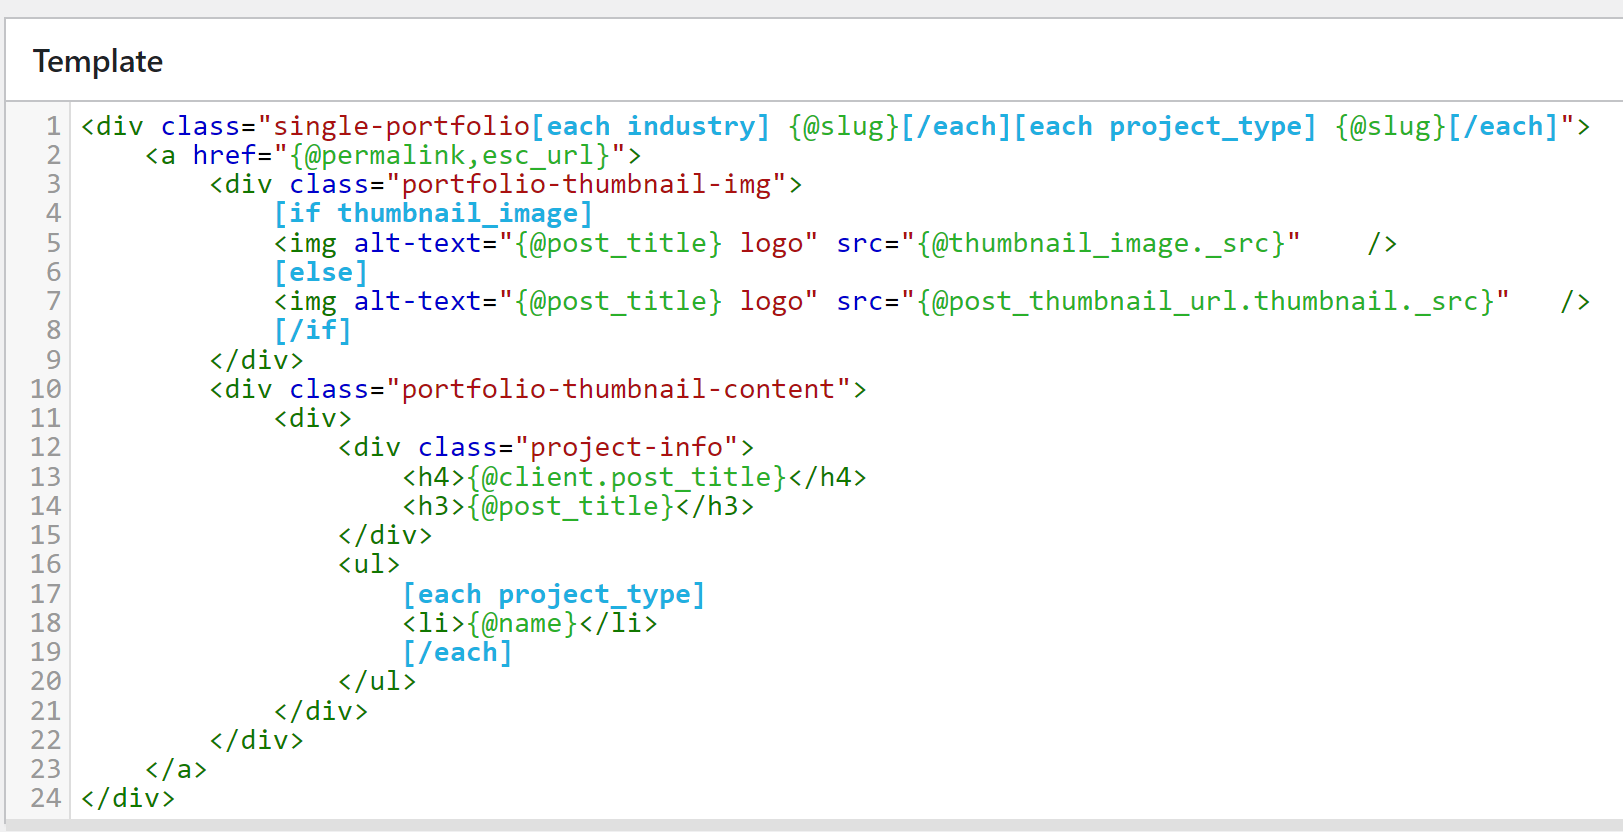 Template
1 <div class="single-portfolio[each industry] {@slug}[/each][each project_type] {@slug}[/each]">
2     <a href="{@permalink,esc_url}">
3         <div class="portfolio-thumbnail-img">
4             [if thumbnail_image]
5             <img alt-text="{@post_title} logo" src="{@thumbnail_image._src}"    />
6             [else]
7             <img alt-text="{@post_title} logo" src="{@post_thumbnail_url.thumbnail._src}"   />
8             [/if]
9         </div>
10         <div class="portfolio-thumbnail-content">
11             <div>
12                 <div class="project-info">
13                     <h4>{@client.post_title}</h4>
14                     <h3>{@post_title}</h3>
15                 </div>
16                 <ul>
17                     [each project_type]
18                     <li>{@name}</li>
19                     [/each]
20                 </ul>
21             </div>
22         </div>
23     </a>
24 </div>